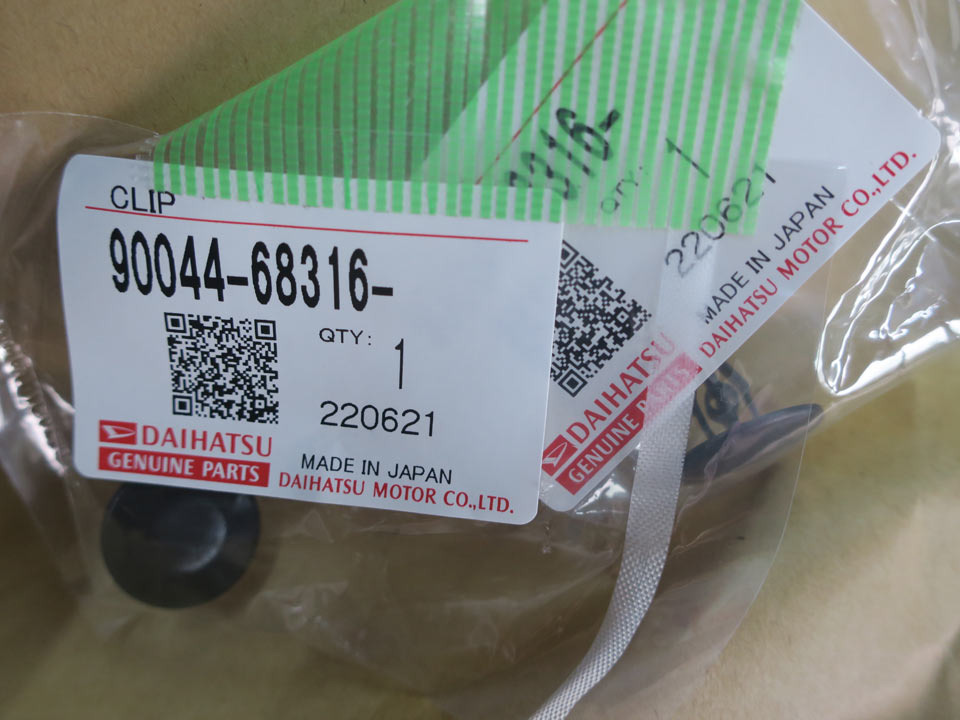 CLIP
90044-68316-
QTY: 1
220621
DAIHATSU
GENUINE PARTS
MADE IN JAPAN
DAIHATSU MOTOR CO.,LTD.
8316-
QTY: 1
220621
MADE IN JAPAN
DAIHATSU MOTOR CO.,LTD.
DAIHATSU
GENUINE PARTS